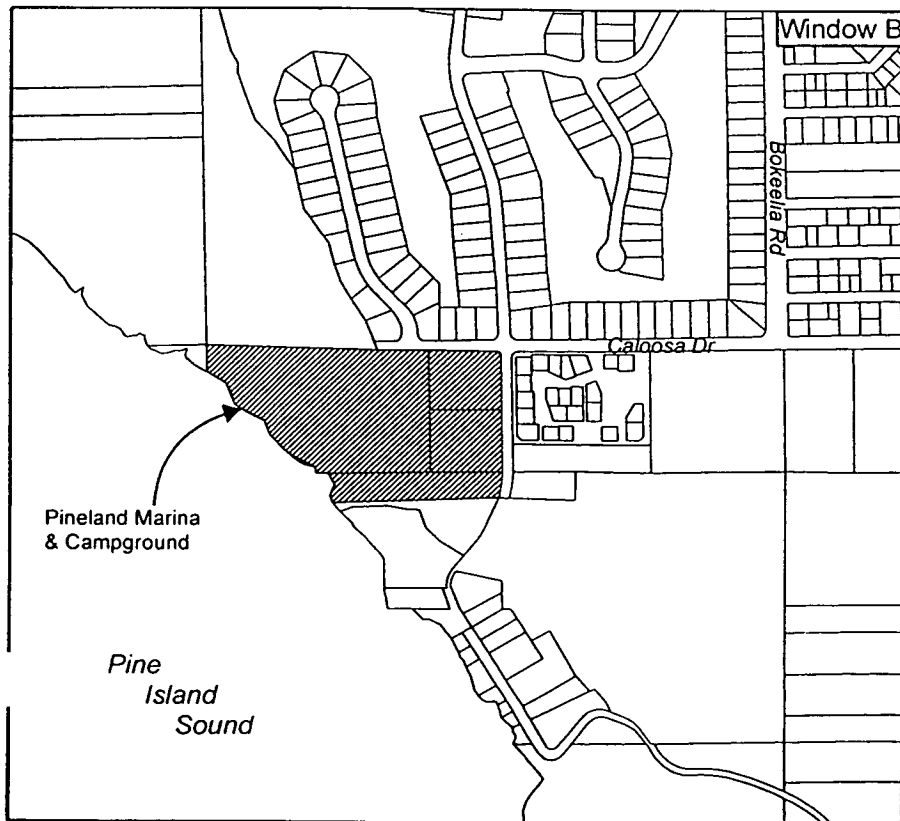 Window B
Bokeelia Rd
Caloosa Dr
Pineland Marina
& Campground
Pine
Island
Sound